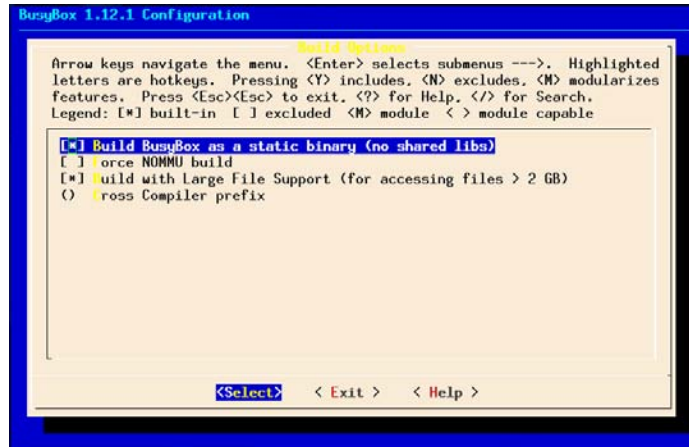 BusyBox 1.12.1 Configuration
Build Options
Arrow keys navigate the menu.  <Enter> selects submenus --->.  Highlighted
letters are hotkeys.  Pressing <Y> includes, <N> excludes, <M> modularizes
features.  Press <Esc><Esc> to exit, <?> for Help, </> for Search.
Legend: [*] built-in  [ ] excluded  <M> module  < > module capable
[*] Build BusyBox as a static binary (no shared libs)
[ ] Force NOMMU build
[*] Build with Large File Support (for accessing files > 2 GB)
()  Cross Compiler prefix
<Select>    < Exit >    < Help >